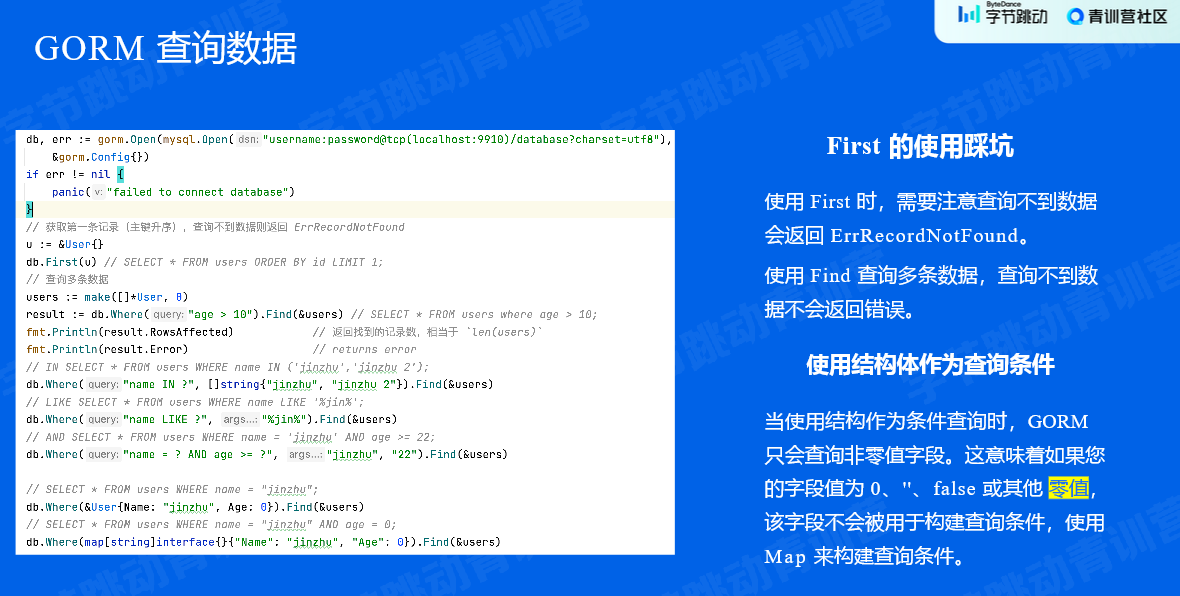 GORM 查询数据
ByteDance
字节跳动
青训营社区
db, err := gorm.Open(mysql.Open( dsn: "username:password@tcp(localhost:9910)/database?charset=utf8"),
&gorm.Config{})
if err != nil {
panic( v: "failed to connect database")
}
// 获取第一条记录（主键升序），查询不到数据则返回 ErrRecordNotFound
u := &User{}
db.First(u) // SELECT * FROM users ORDER BY id LIMIT 1;
// 查询多条数据
users := make([]*User, 0)
result := db.Where( query: "age > 10").Find(&users) // SELECT * FROM users where age > 10;
fmt.Println(result.RowsAffected) // 返回找到的记录数，相当于 `len(users)`
fmt.Println(result.Error) // returns error
// IN SELECT * FROM users WHERE name IN ('jinzhu','jinzhu 2');
db.Where( query: "name IN ?", []string{"jinzhu", "jinzhu 2"}).Find(&users)
// LIKE SELECT * FROM users WHERE name LIKE '%jin%';
db.Where( query: "name LIKE ?", args...: "%jin%").Find(&users)
// AND SELECT * FROM users WHERE name = 'jinzhu' AND age >= 22;
db.Where( query: "name = ? AND age >= ?", args...: "jinzhu", "22").Find(&users)
// SELECT * FROM users WHERE name = "jinzhu";
db.Where(&User{Name: "jinzhu", Age: 0}).Find(&users)
// SELECT * FROM users WHERE name = "jinzhu" AND age = 0;
db.Where(map[string]interface{}{"Name": "jinzhu", "Age": 0}).Find(&users)
First 的使用踩坑
使用 First 时，需要注意查询不到数据
会返回 ErrRecordNotFound。
使用 Find 查询多条数据，查询不到数
据不会返回错误。
使用结构体作为查询条件
当使用结构作为条件查询时，GORM
只会查询非零值字段。这意味着如果您
的字段值为 0、''、false 或其他 零值，
该字段不会被用于构建查询条件，使用
Map 来构建查询条件。
字节跳动青训营